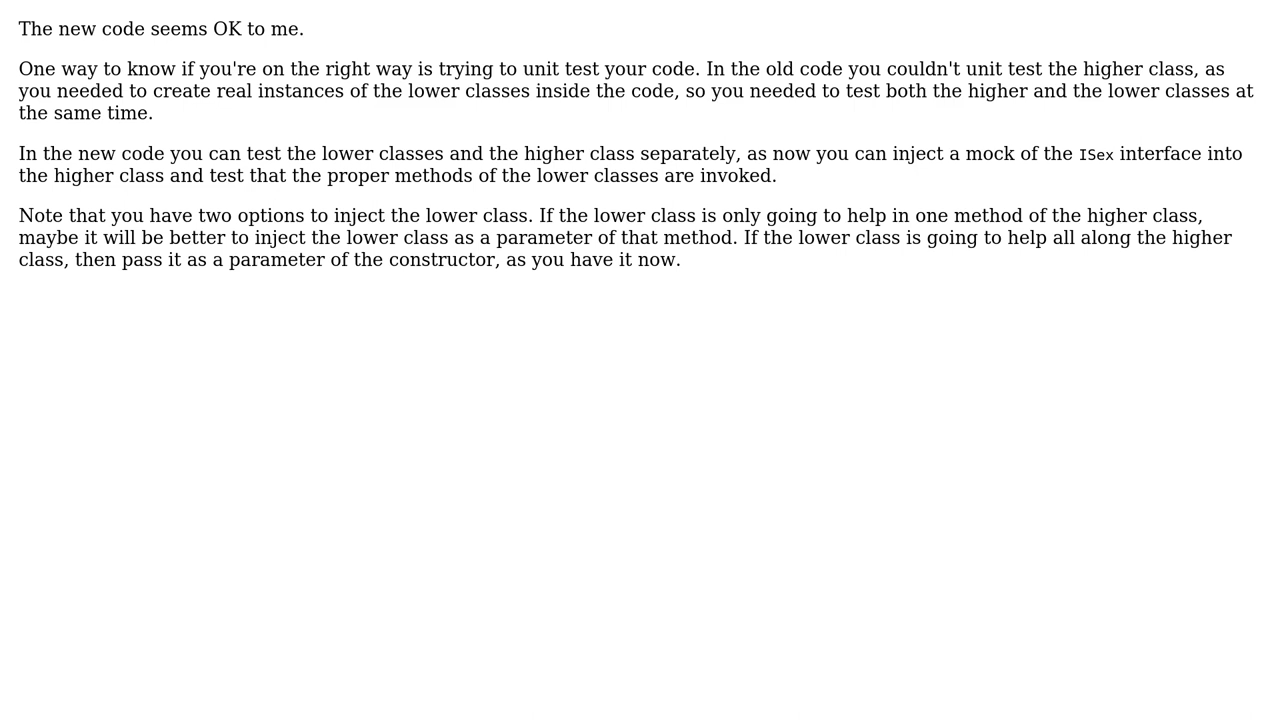 The new code seems OK to me.
One way to know if you're on the right way is trying to unit test your code. In the old code you couldn't unit test the higher class, as
you needed to create real instances of the lower classes inside the code, so you needed to test both the higher and the lower classes at
the same time.
In the new code you can test the lower classes and the higher class separately, as now you can inject a mock of the ISex interface into
the higher class and test that the proper methods of the lower classes are invoked.
Note that you have two options to inject the lower class. If the lower class is only going to help in one method of the higher class,
maybe it will be better to inject the lower class as a parameter of that method. If the lower class is going to help all along the higher
class, then pass it as a parameter of the constructor, as you have it now.